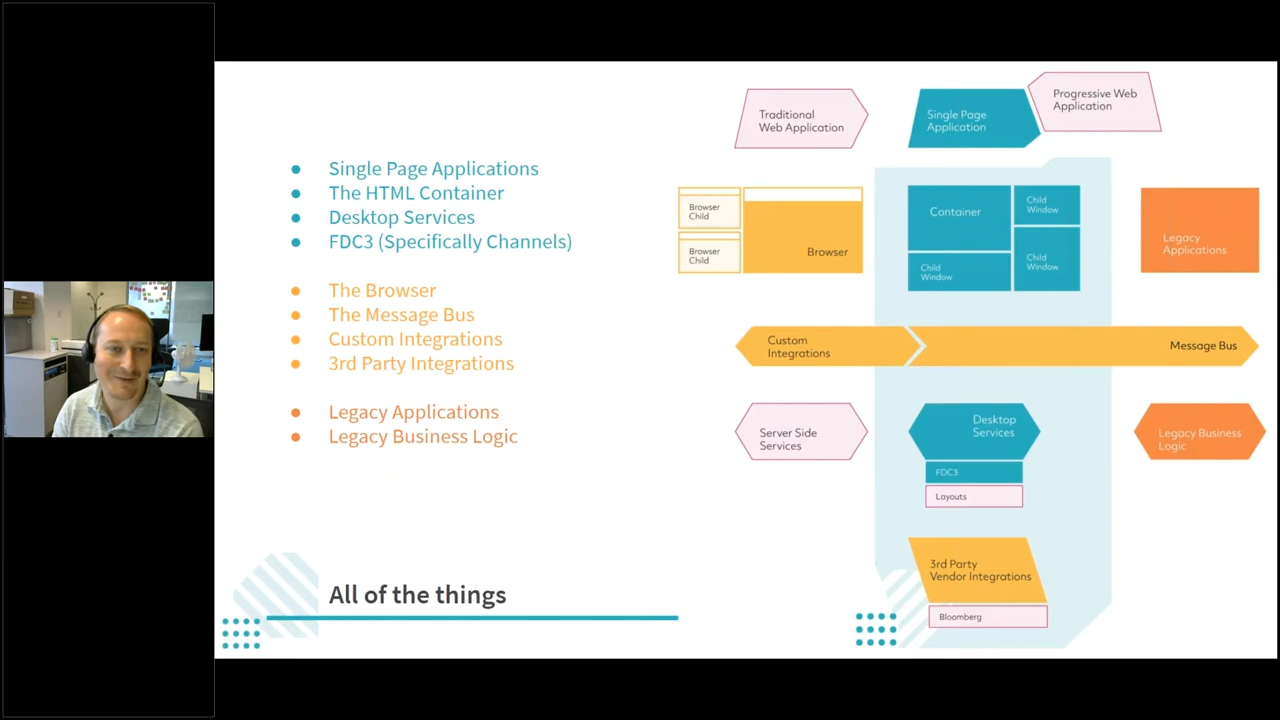 Single Page Applications
The HTML Container
Desktop Services
FDC3 (Specifically Channels)
The Browser
The Message Bus
Custom Integrations
3rd Party Integrations
Legacy Applications
Legacy Business Logic
All of the things
Traditional
Web Application
Single Page
Application
Progressive Web
Application
Browser
Child
Browser
Child
Browser
Container
Child
Window
Child
Window
Child
Window
Legacy
Applications
Custom
Integrations
Message Bus
Server Side
Services
Desktop
Services
FDC3
Layouts
Legacy Business
Logic
3rd Party
Vendor Integrations
Bloomberg